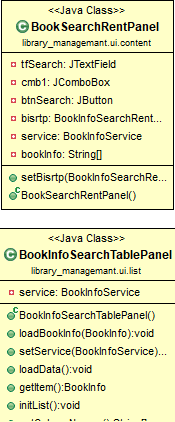 <<Java Class>>
BookSearchRentPanel
library_managemant.ui.content
tfSearch: JTextField
cmb1: JComboBox
btnSearch: JButton
bisrtp: BookInfoSearchRent...
service: BookInfoService
bookInfo: String[]
setBisrtp(BookInfoSearchRe...
BookSearchRentPanel()
<<Java Class>>
BookInfoSearchTablePanel
library_managemant.ui.list
service: BookInfoService
BookInfoSearchTablePanel()
loadBookInfo(BookInfo):void
setService(BookInfoService)...
loadData():void
getItem():BookInfo
initList():void